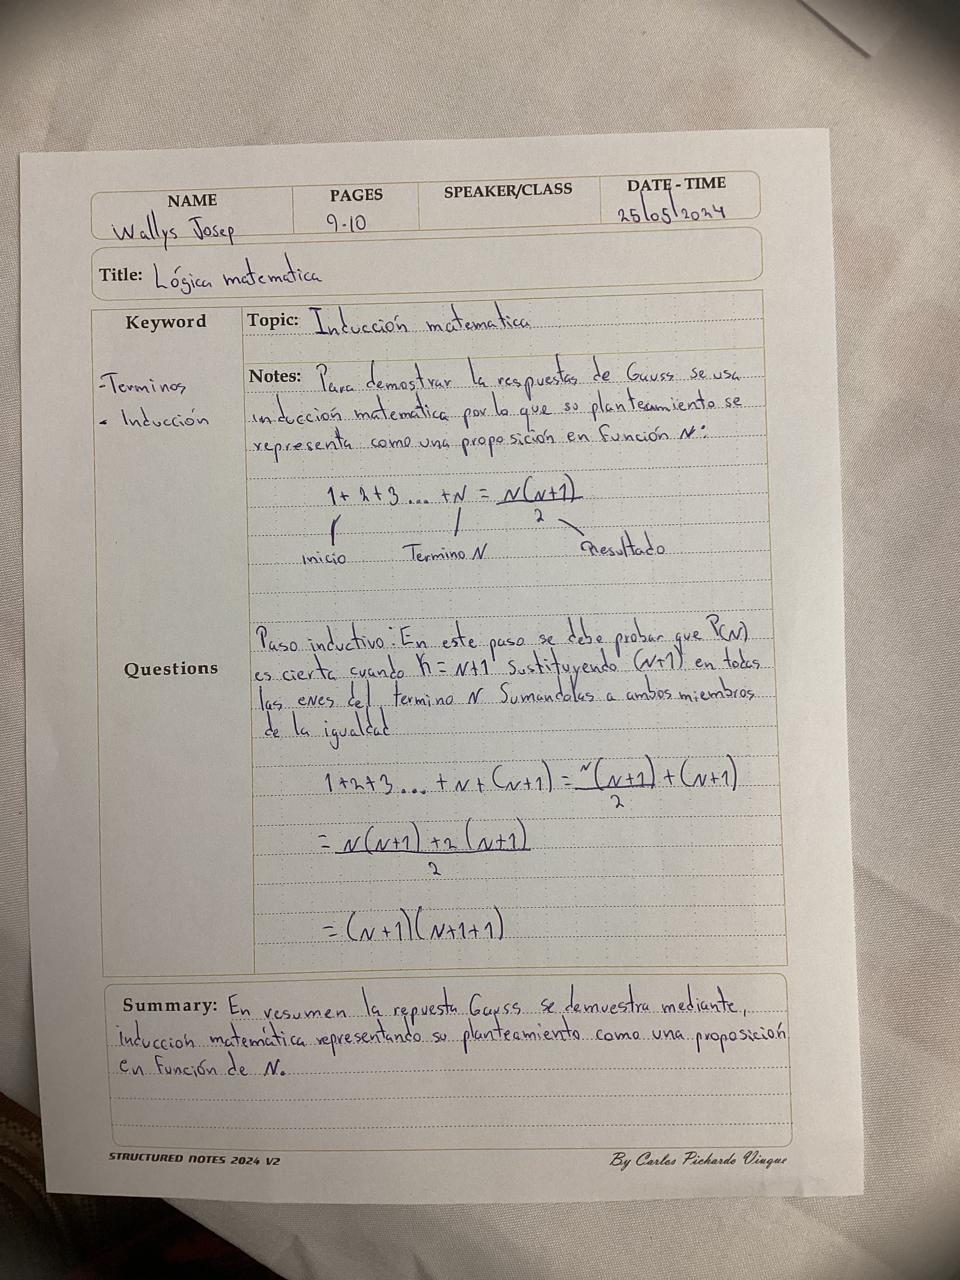 NAME PAGES SPEAKER/CLASS DATE - TIME
Wallys Josep 9-10 25/05/2024
Title: Lógica matematica
Keyword
- Terminos
- Inducción
Topic: Inducción matematica
Notes: Para demostrar la respuestas de Gauss se usa
inducción matemática por lo que su planteamiento se
representa como una proposición en función N:
1+2+3... +N = N(N+1)/2
Inicio Termino N Resultado
Questions
Paso inductivo: En este paso se debe probar que P(N)
es cierta cuando K = N+1 Sustituyendo (N+1) en todas
las enes del termino N Sumandolas a ambos miembros
de la igualdad
1+2+3... + N + (N+1) = N(N+1)/2 + (N+1)
= N(N+1) + 2(N+1)/2
= (N+1)(N+1+1)
Summary: En resumen la repuesta Gauss se demuestra mediante,
inducción matemática representando su planteamiento como una proposición
en Función de N.
STRUCTURED NOTES 2024 V2 By Carlos Pichardo Viuque